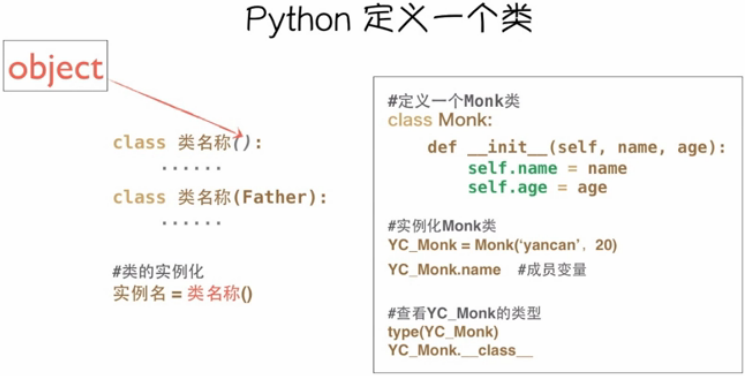 Python 定义一个类
object
class 类名称():
......
class 类名称(Father):
......
#类的实例化
实例名 = 类名称()
#定义一个Monk类
class Monk:
def __init__(self, name, age):
self.name = name
self.age = age
#实例化Monk类
YC_Monk = Monk(‘yancan’, 20)
YC_Monk.name #成员变量
#查看YC_Monk的类型
type(YC_Monk)
YC_Monk.__class__